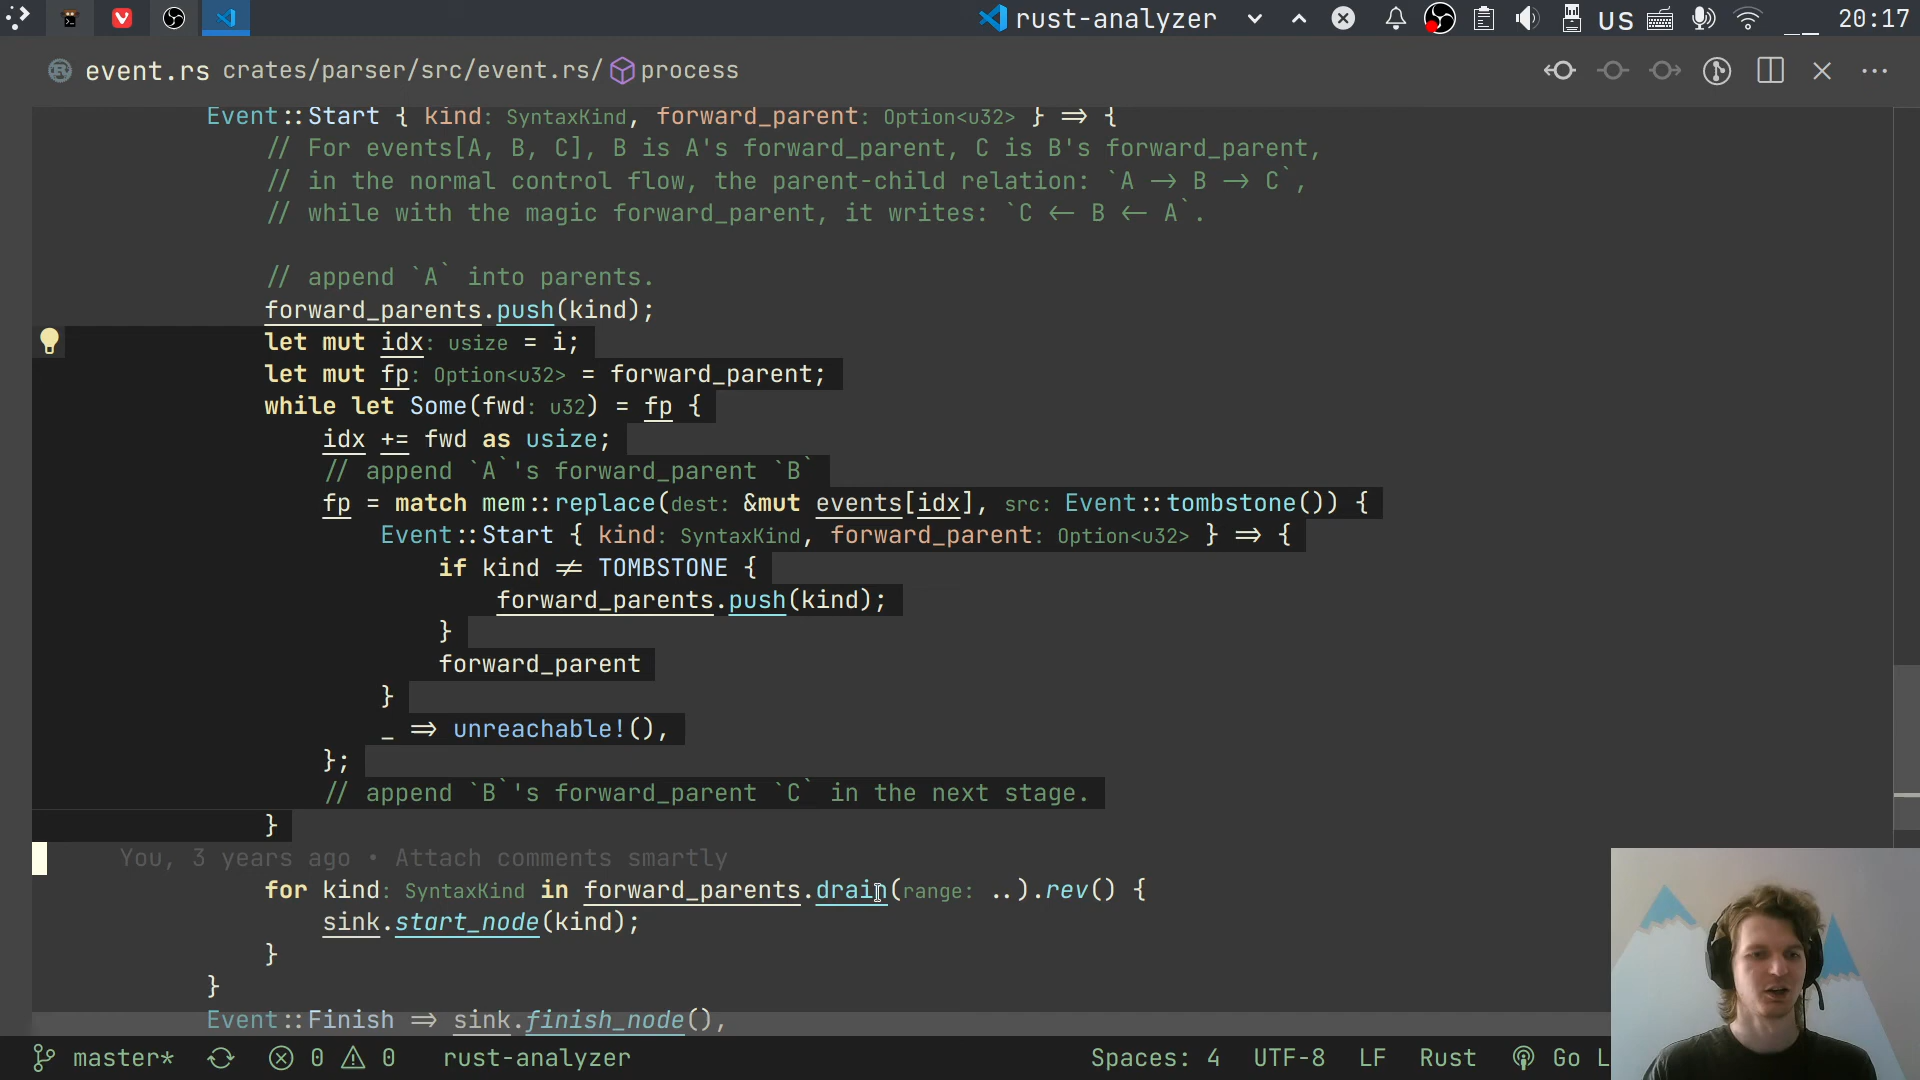 rust-analyzer US 20:17
event.rs crates/parser/src/event.rs/ process
Event::Start { kind: SyntaxKind, forward_parent: Option<u32> } => {
// For events[A, B, C], B is A's forward_parent, C is B's forward_parent,
// in the normal control flow, the parent-child relation: `A -> B -> C`,
// while with the magic forward_parent, it writes: `C <- B <- A`.
// append `A` into parents.
forward_parents.push(kind);
let mut idx: usize = i;
let mut fp: Option<u32> = forward_parent;
while let Some(fwd: u32) = fp {
idx += fwd as usize;
// append `A`'s forward_parent `B`
fp = match mem::replace(dest: &mut events[idx], src: Event::tombstone()) {
Event::Start { kind: SyntaxKind, forward_parent: Option<u32> } => {
if kind != TOMBSTONE {
forward_parents.push(kind);
}
forward_parent
}
_ => unreachable!(),
};
// append `B`'s forward_parent `C` in the next stage.
}
You, 3 years ago • Attach comments smartly
for kind: SyntaxKind in forward_parents.drain(range: ..).rev() {
sink.start_node(kind);
}
}
Event::Finish => sink.finish_node(),
master* 0 0 rust-analyzer Spaces: 4 UTF-8 LF Rust Go L